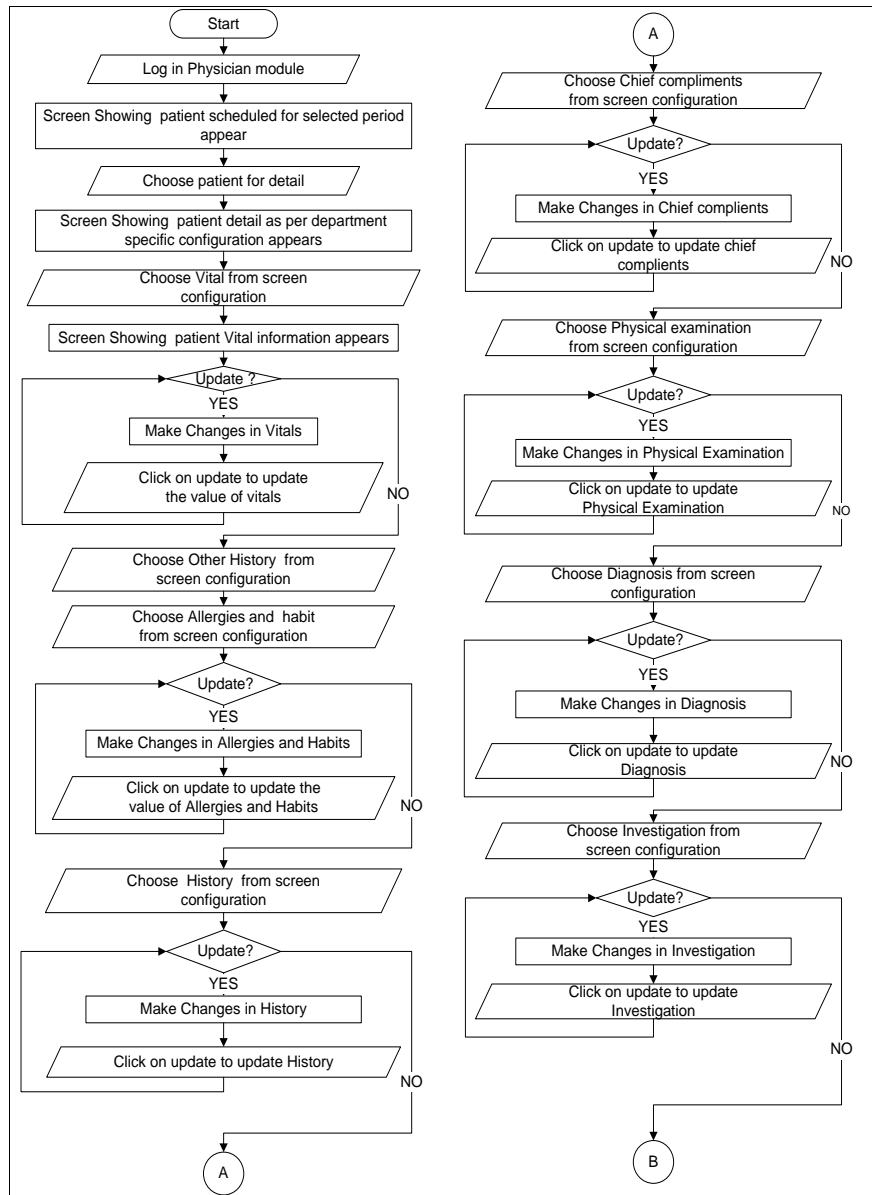 Start
Log in Physician module
Screen Showing patient scheduled for selected period
appear
Choose patient for detail
Screen Showing patient detail as per department
specific configuration appears
Choose Vital from screen
configuration
Screen Showing patient Vital information appears
Update ?
YES
Make Changes in Vitals
Click on update to update
the value of vitals
NO
Choose Other History from
screen configuration
Choose Allergies and habit
from screen configuration
Update?
YES
Make Changes in Allergies and Habits
Click on update to update the
value of Allergies and Habits
NO
Choose History from screen
configuration
Update?
YES
Make Changes in History
Click on update to update History
NO
A
A
Choose Chief compliments
from screen configuration
Update?
YES
Make Changes in Chief complients
Click on update to update chief
complients
NO
Choose Physical examination
from screen configuration
Update?
YES
Make Changes in Physical Examination
Click on update to update
Physical Examination
NO
Choose Diagnosis from screen
configuration
Update?
YES
Make Changes in Diagnosis
Click on update to update
Diagnosis
NO
Choose Investigation from
screen configuration
Update?
YES
Make Changes in Investigation
Click on update to update
Investigation
NO
B